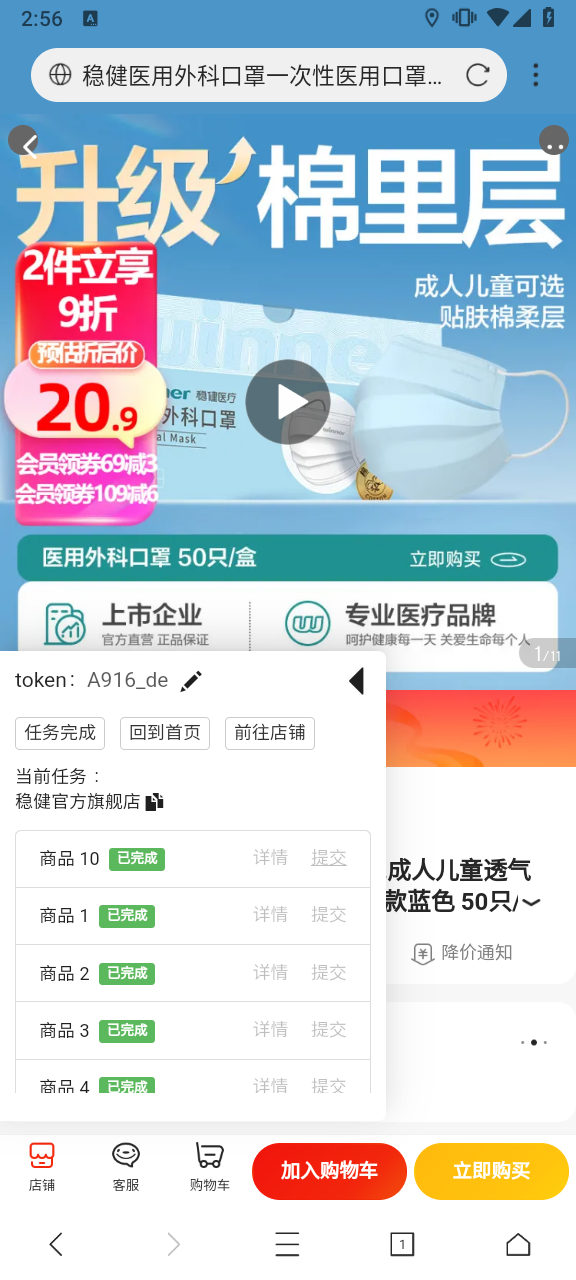 2:56
A
稳健医用外科口罩一次性医用口罩...
升级 棉里层
成人儿童可选
贴肤棉柔层
2件立享
9折
预估折后价
20.9
会员领券69减3
会员领券109减6
winner
稳健医疗
外科口罩
al Mask
医用外科口罩 50只/盒
立即购买
上市企业
官方直营 正品保证
专业医疗品牌
呵护健康每一天 关爱生命每个人
1/11
token: A916_de
任务完成
回到首页
前往店铺
当前任务：
稳健官方旗舰店
商品 10 已完成 详情 提交
商品 1 已完成 详情 提交
商品 2 已完成 详情 提交
商品 3 已完成 详情 提交
商品 4 已完成 详情 提交
成人儿童透气
款蓝色 50只/
降价通知
店铺
客服
购物车
加入购物车
立即购买
1